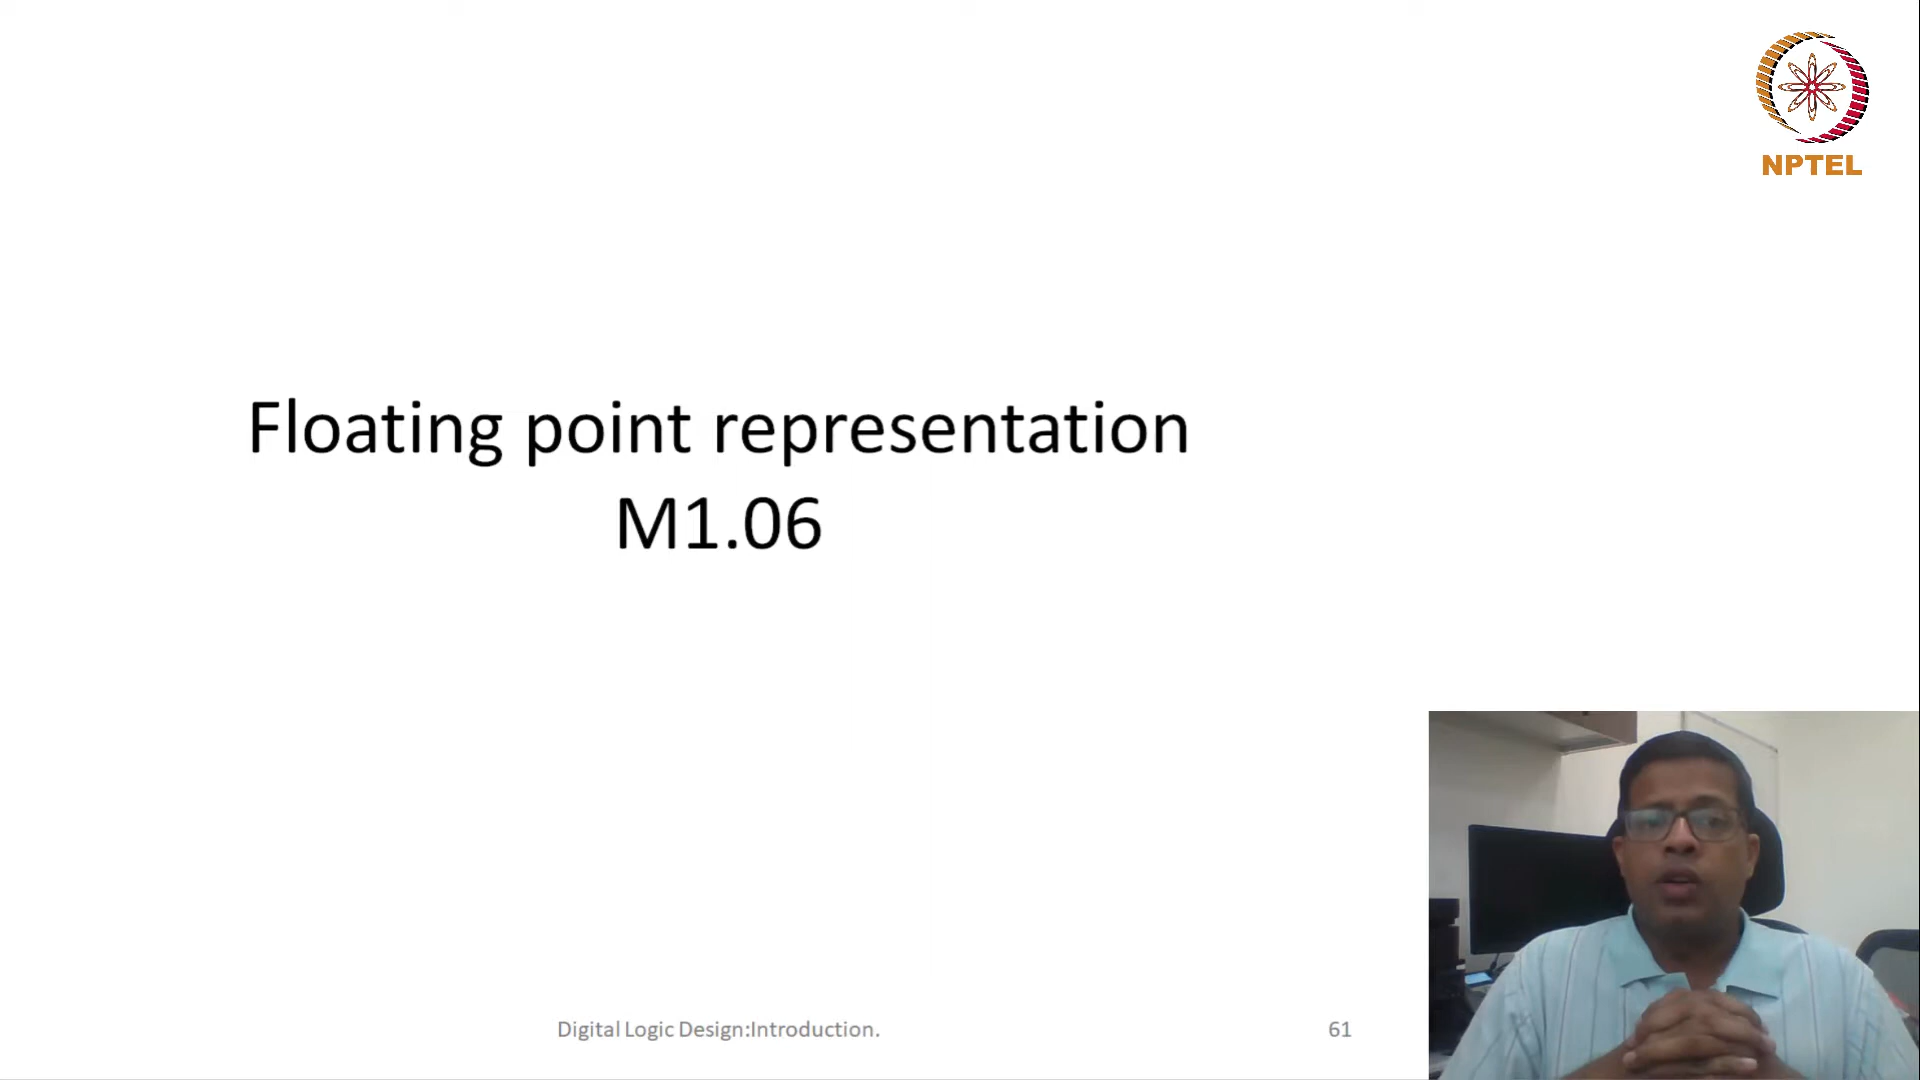 NPTEL
Floating point representation
M1.06
Digital Logic Design:Introduction.
61